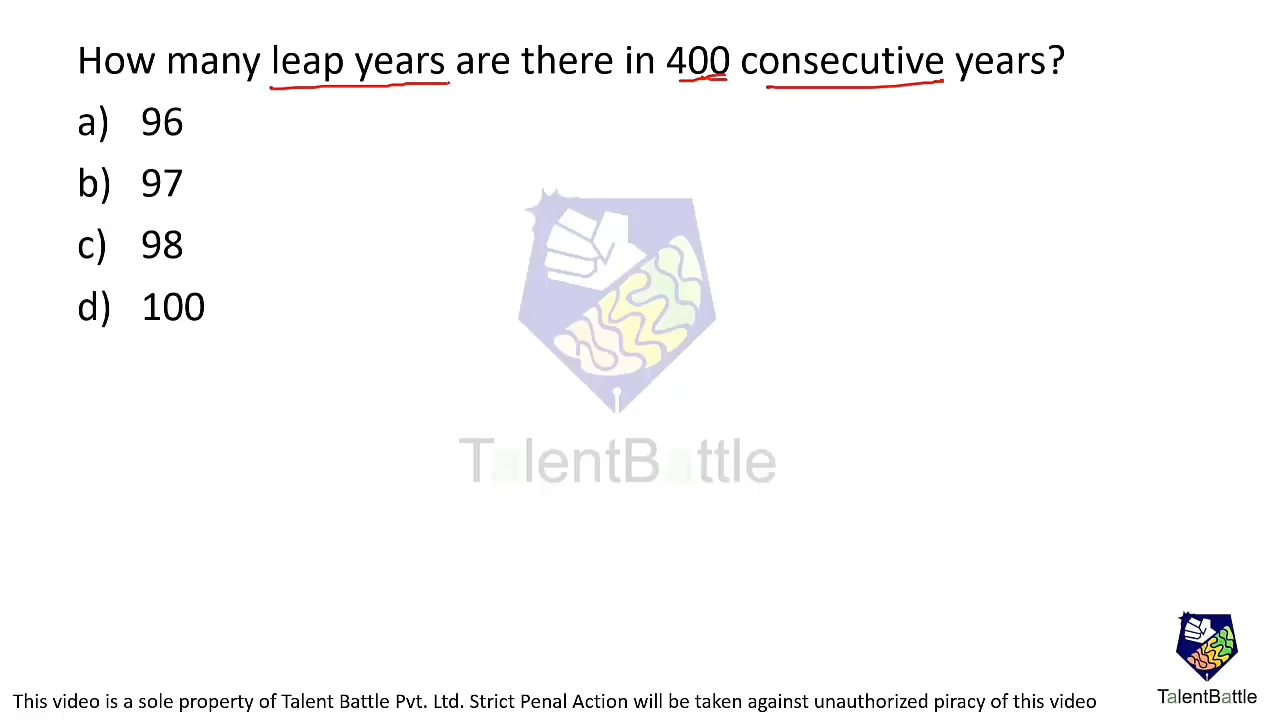 How many leap years are there in 400 consecutive years?
a) 96
b) 97
c) 98
d) 100
TalentBattle
TalentBattle
This video is a sole property of Talent Battle Pvt. Ltd. Strict Penal Action will be taken against unauthorized piracy of this video